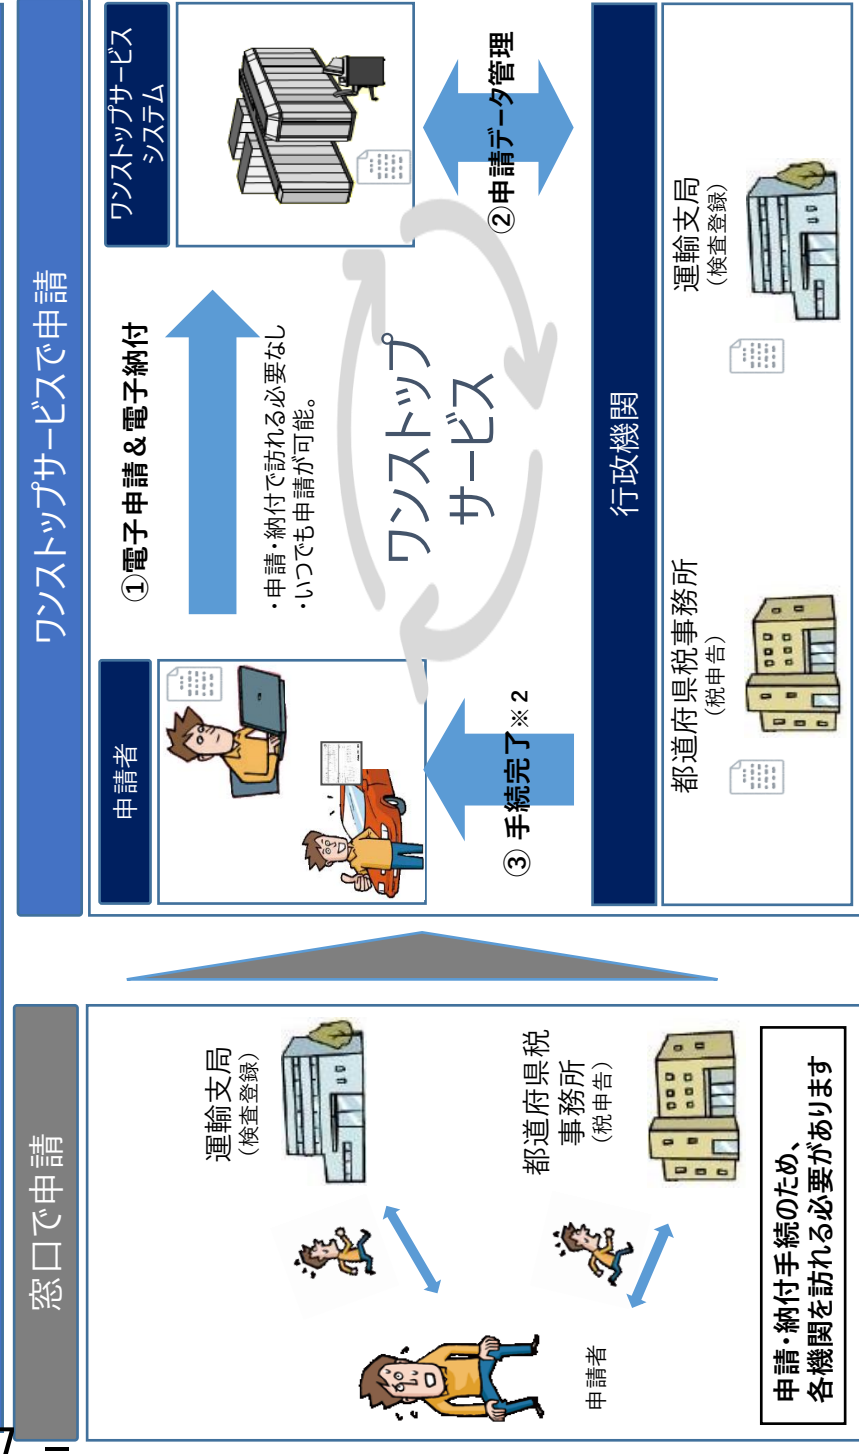 窓口で申請
運輸支局
（検査登録）
都道府県税
事務所
（税申告）
申請者
申請・納付手続のため、
各機関を訪れる必要があります
ワンストップサービスで申請
申請者
①電子申請＆電子納付
・申請・納付で訪れる必要なし
・いつでも申請が可能。
ワンストップサービス
システム
ワンストップ
サービス
②申請データ管理
③ 手続完了※2
行政機関
都道府県税事務所
（税申告）
運輸支局
（検査登録）